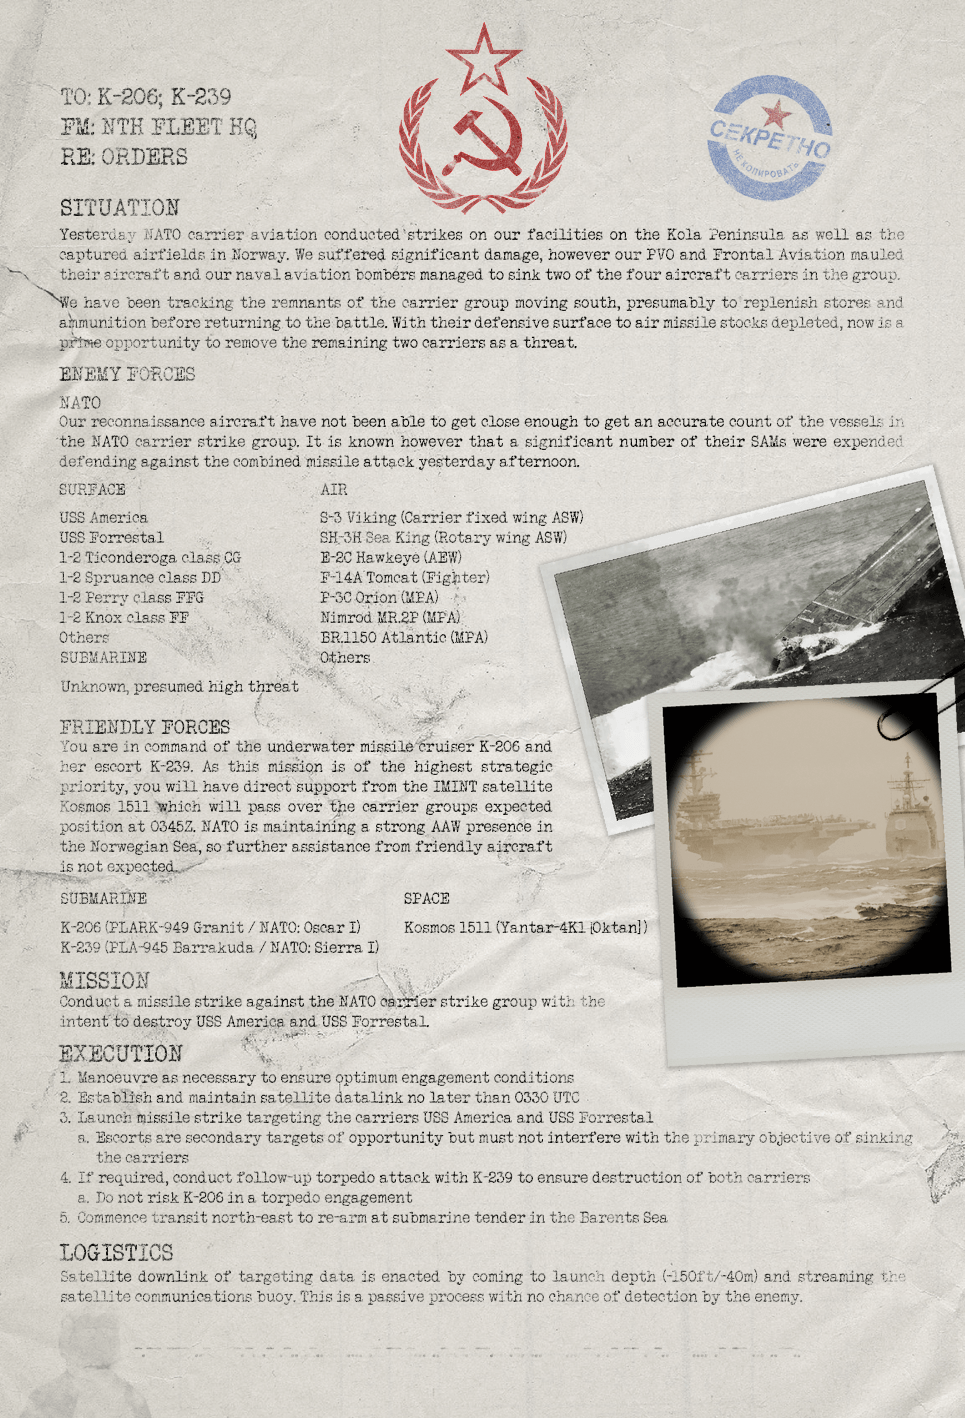 TO: K-206; K-239
FM: NTH FLEET HQ
RE: ORDERS
СЕКРЕТНО
НЕ КОПИРОВАТЬ
SITUATION
Yesterday NATO carrier aviation conducted strikes on our facilities on the Kola Peninsula as well as the
captured airfields in Norway. We suffered significant damage, however our PVO and Frontal Aviation mauled
their aircraft and our naval aviation bombers managed to sink two of the four aircraft carriers in the group.
We have been tracking the remnants of the carrier group moving south, presumably to replenish stores and
ammunition before returning to the battle. With their defensive surface to air missile stocks depleted, now is a
prime opportunity to remove the remaining two carriers as a threat.
ENEMY FORCES
NATO
Our reconnaissance aircraft have not been able to get close enough to get an accurate count of the vessels in
the NATO carrier strike group. It is known however that a significant number of their SAMs were expended
defending against the combined missile attack yesterday afternoon.
SURFACE
USS America
USS Forrestal
1-2 Ticonderoga class CG
1-2 Spruance class DD
1-2 Perry class FFG
1-2 Knox class FF
Others
SUBMARINE
Unknown, presumed high threat
AIR
S-3 Viking (Carrier fixed wing ASW)
SH-3H Sea King (Rotary wing ASW)
E-2C Hawkeye (AEW)
F-14A Tomcat (Fighter)
P-3C Orion (MPA)
Nimrod MR.2P (MPA)
BR.1150 Atlantic (MPA)
Others
FRIENDLY FORCES
You are in command of the underwater missile cruiser K-206 and
her escort K-239. As this mission is of the highest strategic
priority, you will have direct support from the IMINT satellite
Kosmos 1511 which will pass over the carrier groups expected
position at 0345Z. NATO is maintaining a strong AAW presence in
the Norwegian Sea, so further assistance from friendly aircraft
is not expected.
SUBMARINE
K-206 (PLARK-949 Granit / NATO: Oscar I)
K-239 (PLA-945 Barrakuda / NATO: Sierra I)
SPACE
Kosmos 1511 (Yantar-4K1 [Oktan])
MISSION
Conduct a missile strike against the NATO carrier strike group with the
intent to destroy USS America and USS Forrestal.
EXECUTION
1. Manoeuvre as necessary to ensure optimum engagement conditions
2. Establish and maintain satellite datalink no later than 0330 UTC
3. Launch missile strike targeting the carriers USS America and USS Forrestal
a. Escorts are secondary targets of opportunity but must not interfere with the primary objective of sinking
the carriers
4. If required, conduct follow-up torpedo attack with K-239 to ensure destruction of both carriers
a. Do not risk K-206 in a torpedo engagement
5. Commence transit north-east to re-arm at submarine tender in the Barents Sea
LOGISTICS
Satellite downlink of targeting data is enacted by coming to launch depth (-150ft/-40m) and streaming the
satellite communications buoy. This is a passive process with no chance of detection by the enemy.